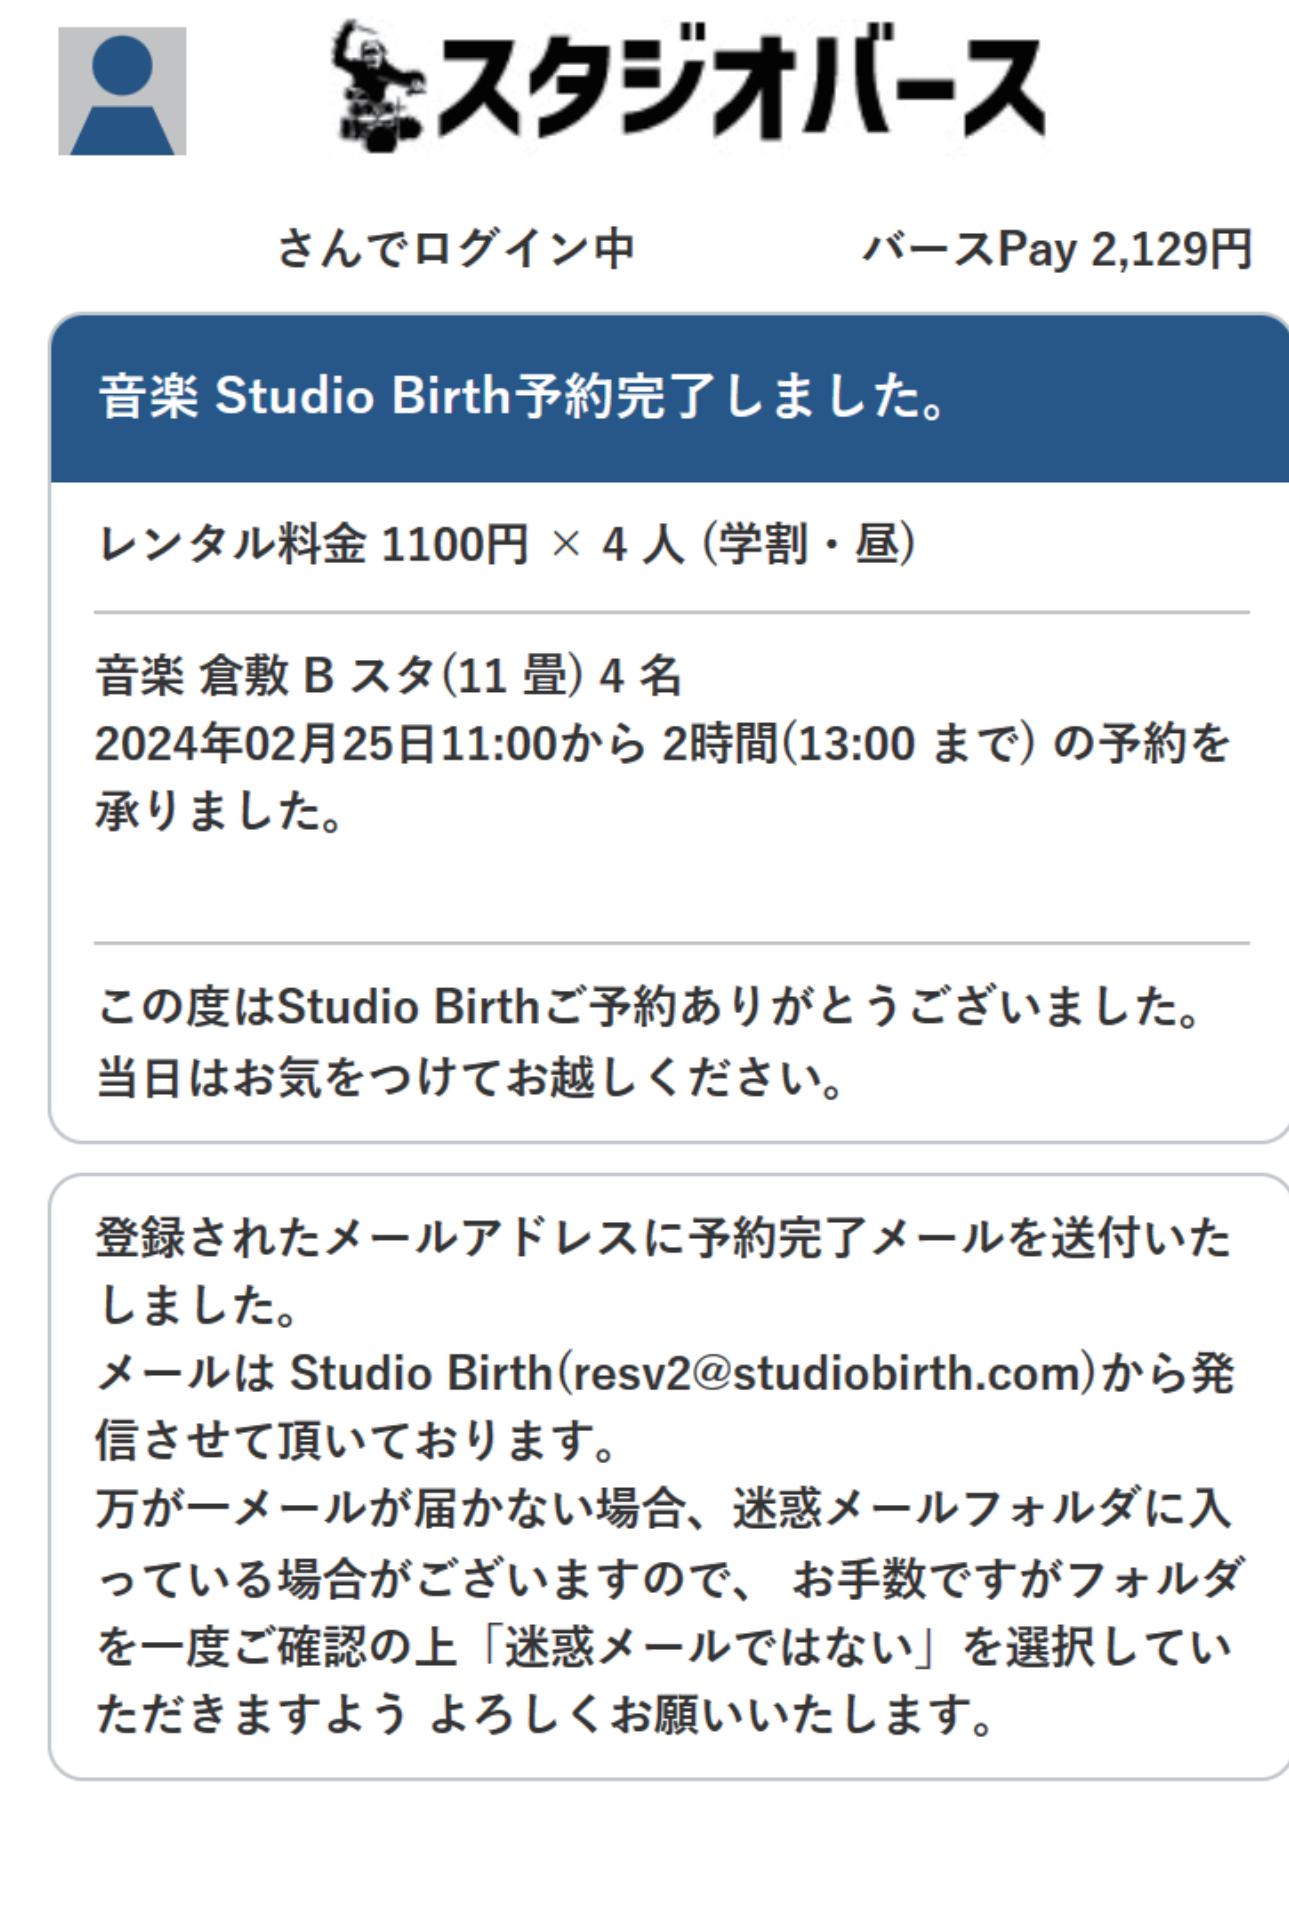 スタジオバース
さんでログイン中 バースPay 2,129円
音楽 Studio Birth予約完了しました。
レンタル料金 1100円 × 4 人 (学割・昼)
音楽 倉敷 B スタ(11 畳) 4 名
2024年02月25日11:00から 2時間(13:00 まで) の予約を
承りました。
この度はStudio Birthご予約ありがとうございました。
当日はお気をつけてお越しください。
登録されたメールアドレスに予約完了メールを送付いた
しました。
メールは Studio Birth(resv2@studiobirth.com)から発
信させて頂いております。
万が一メールが届かない場合、迷惑メールフォルダに入
っている場合がございますので、 お手数ですがフォルダ
を一度ご確認の上「迷惑メールではない」を選択してい
ただきますよう よろしくお願いいたします。